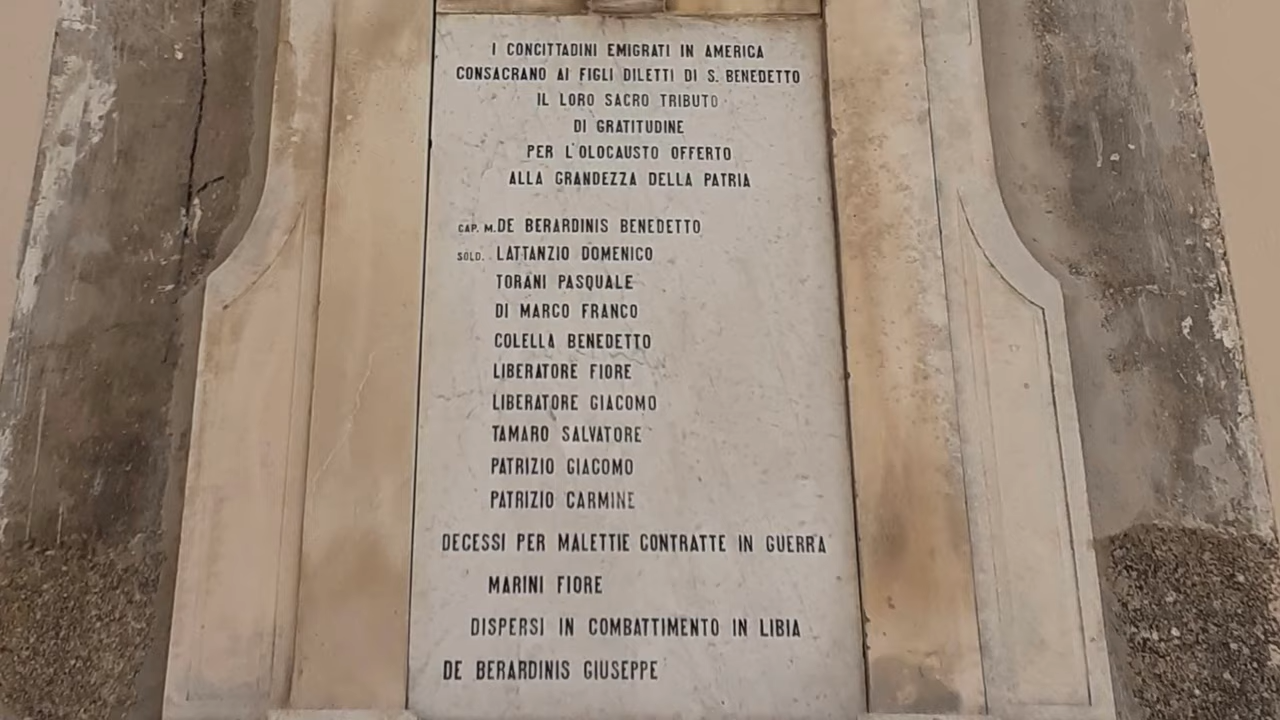 I CONCITTADINI EMIGRATI IN AMERICA
CONSACRANO AI FIGLI DILETTI DI S. BENEDETTO
IL LORO SACRO TRIBUTO
DI GRATITUDINE
PER L'OLOCAUSTO OFFERTO
ALLA GRANDEZZA DELLA PATRIA
CAP. M. DE BERARDINIS BENEDETTO
SOLD. LATTANZIO DOMENICO
TORANI PASQUALE
DI MARCO FRANCO
COLELLA BENEDETTO
LIBERATORE FIORE
LIBERATORE GIACOMO
TAMARO SALVATORE
PATRIZIO GIACOMO
PATRIZIO CARMINE
DECESSI PER MALETTIE CONTRATTE IN GUERRA
MARINI FIORE
DISPERSI IN COMBATTIMENTO IN LIBIA
DE BERARDINIS GIUSEPPE